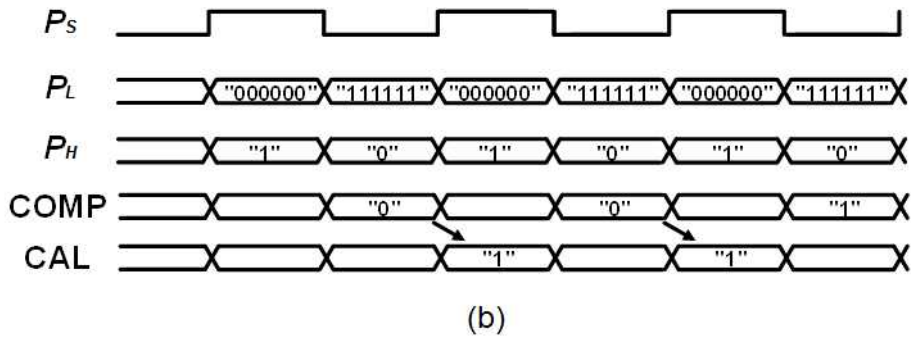 PS
PL "000000" "111111" "000000" "111111" "000000" "111111"
PH "1" "0" "1" "0" "1" "0"
COMP "0" "0" "1"
CAL "1" "1"
(b)